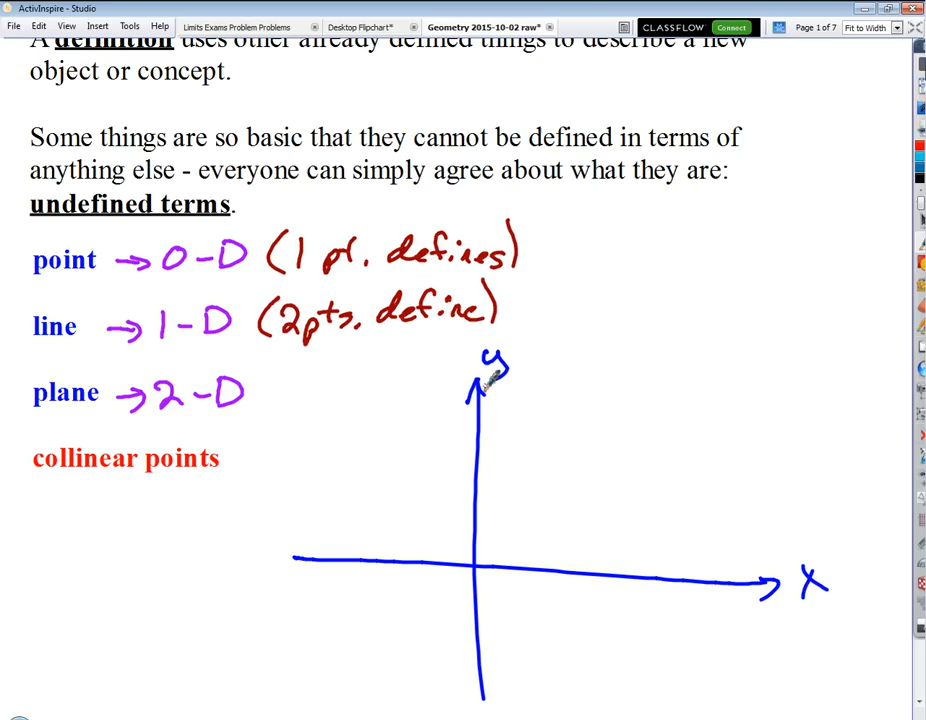 ActivInspire - Studio
File Edit View Insert Tools Help Limits Exams Problem Problems Desktop Flipchart* Geometry 2015-10-02 raw* CLASSFLOW Connect Page 1 of 7 Fit to Width
A definition uses other already defined things to describe a new
object or concept.
Some things are so basic that they cannot be defined in terms of
anything else - everyone can simply agree about what they are:
undefined terms.
point → 0-D (1 pt. defines)
line → 1-D (2pts. define)
y
plane → 2-D
collinear points
x